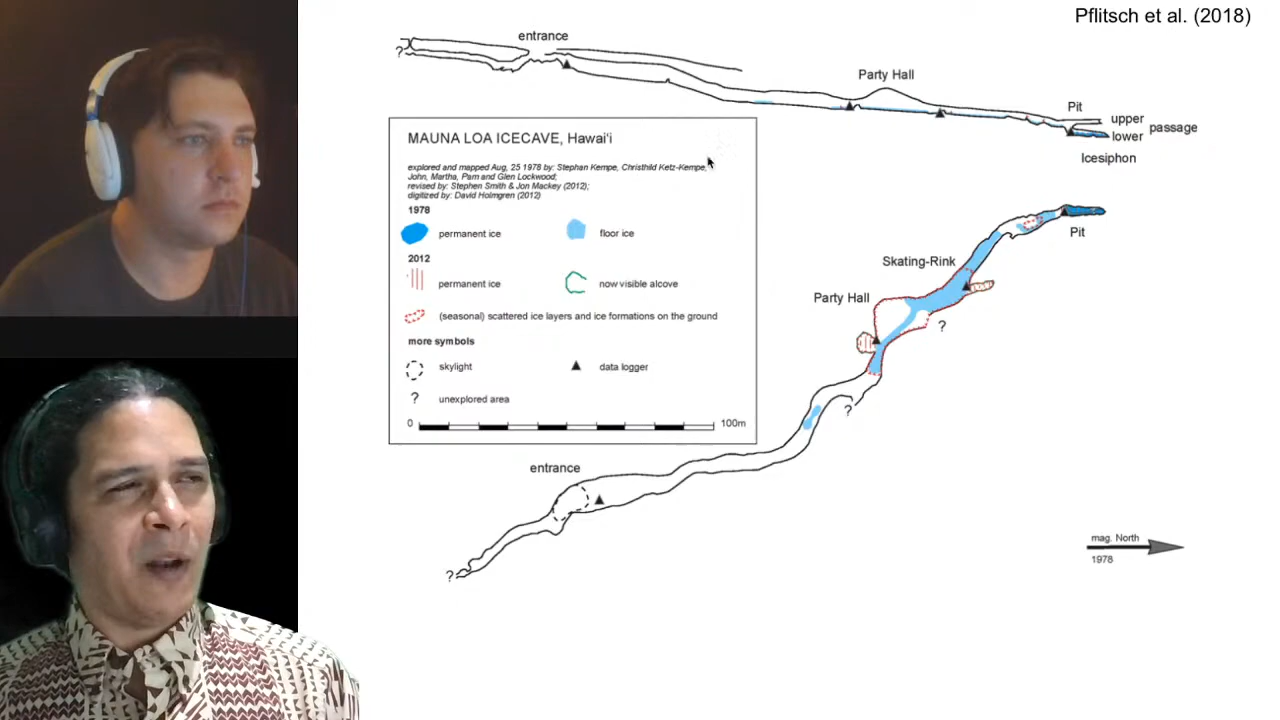 Pflitsch et al. (2018)
entrance
?
Party Hall
Pit
upper
lower
passage
Icesiphon
MAUNA LOA ICECAVE, Hawai'i
explored and mapped Aug, 25 1978 by: Stephan Kempe, Christhild Ketz-Kempe,
John, Martha, Pam and Glen Lockwood;
revised by: Stephen Smith & Jon Mackey (2012);
digitized by: David Holmgren (2012)
1978
permanent ice
floor ice
2012
permanent ice
now visible alcove
(seasonal) scattered ice layers and ice formations on the ground
more symbols
skylight
data logger
?
unexplored area
0
100m
Pit
Skating-Rink
Party Hall
?
?
entrance
?
mag. North
1978